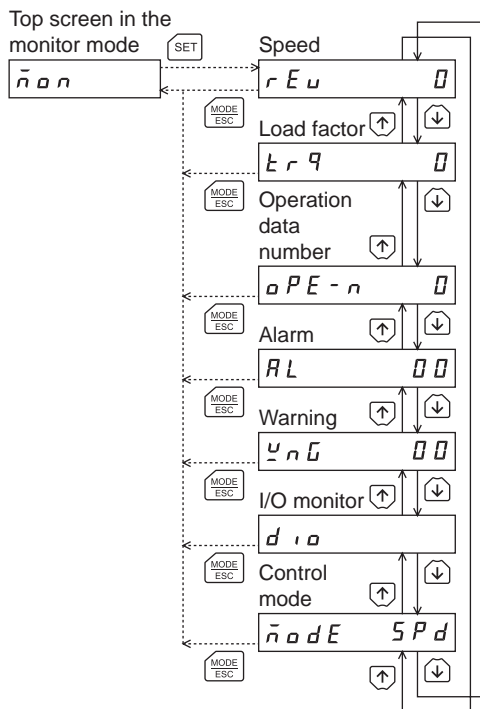 Top screen in the
monitor mode
SET
Speed
mon
rEv 0
MODE
ESC
Load factor
trq 0
MODE
ESC
Operation
data
number
oPE-n 0
MODE
ESC
Alarm
AL 00
MODE
ESC
Warning
WnG 00
MODE
ESC
I/O monitor
dio
MODE
ESC
Control
mode
modE SPd
MODE
ESC